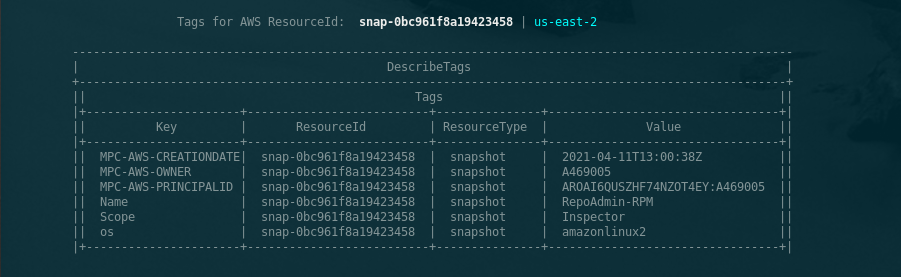 Tags for AWS ResourceId: snap-0bc961f8a19423458 | us-east-2
DescribeTags
Tags
Key | ResourceId | ResourceType | Value
MPC-AWS-CREATIONDATE| snap-0bc961f8a19423458 | snapshot | 2021-04-11T13:00:38Z
MPC-AWS-OWNER | snap-0bc961f8a19423458 | snapshot | A469005
MPC-AWS-PRINCIPALID | snap-0bc961f8a19423458 | snapshot | AROAI6QUSZHF74NZOT4EY:A469005
Name | snap-0bc961f8a19423458 | snapshot | RepoAdmin-RPM
Scope | snap-0bc961f8a19423458 | snapshot | Inspector
os | snap-0bc961f8a19423458 | snapshot | amazonlinux2